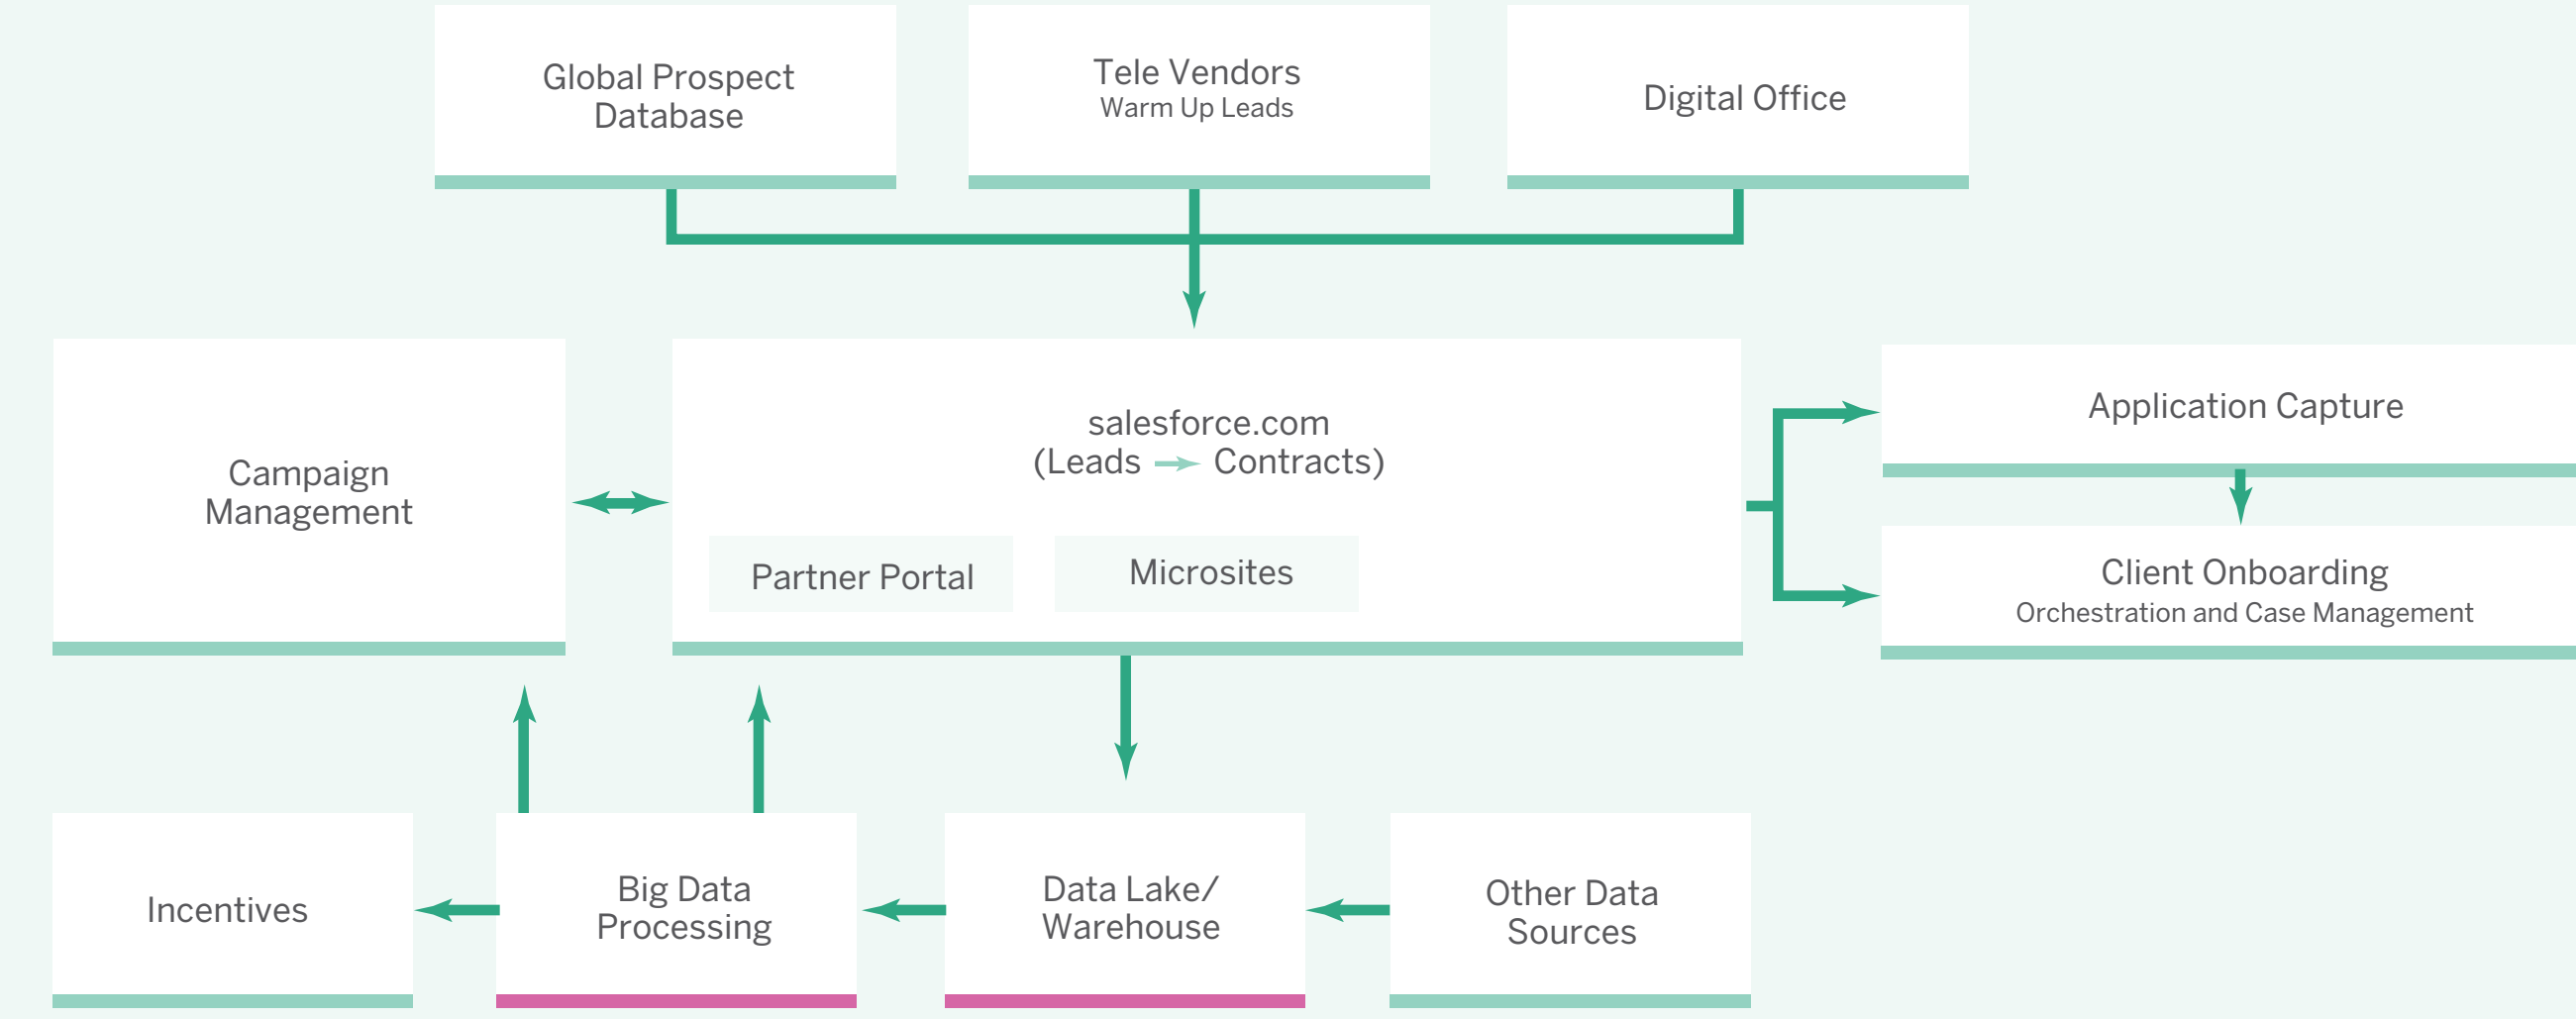 Global Prospect
Database
Tele Vendors
Warm Up Leads
Digital Office
Campaign
Management
salesforce.com
(Leads → Contracts)
Partner Portal
Microsites
Application Capture
Client Onboarding
Orchestration and Case Management
Incentives
Big Data
Processing
Data Lake/
Warehouse
Other Data
Sources